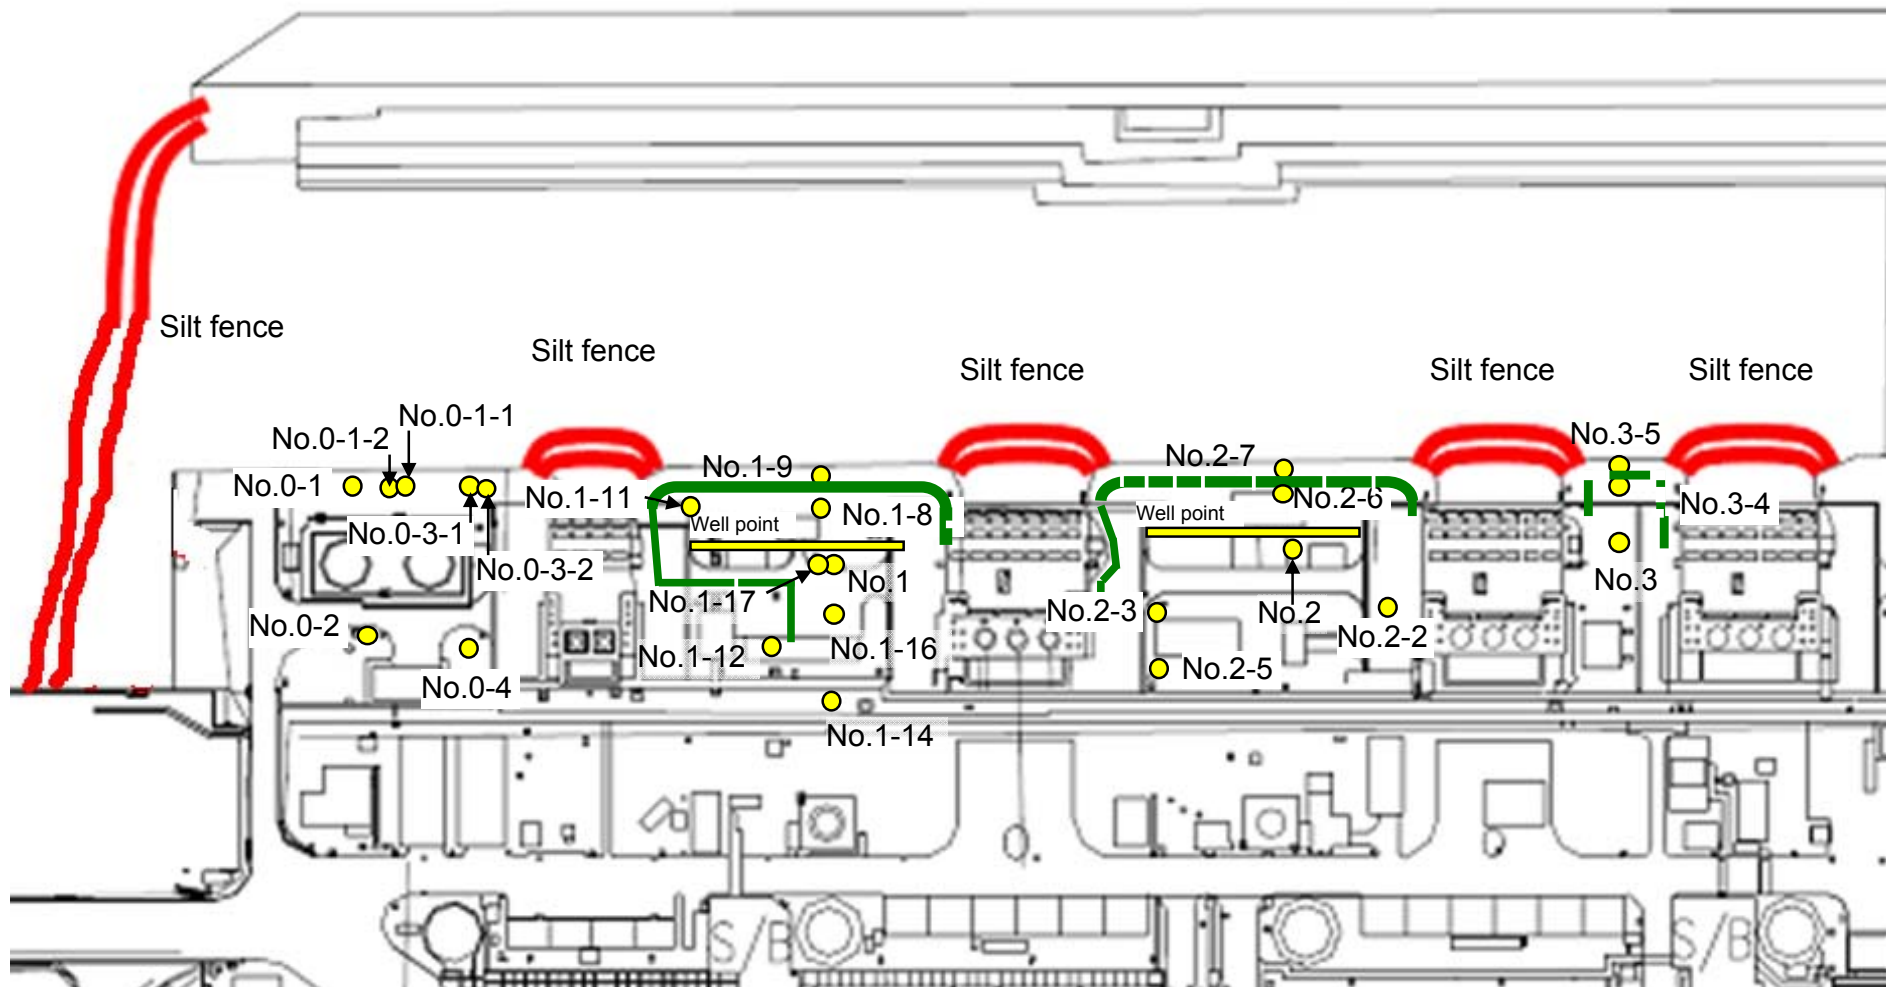 Silt fence
Silt fence
Silt fence
Silt fence
Silt fence
No.0-1-1
No.0-1-2
No.3-5
No.2-7
No.1-9
No.0-1
No.1-11
No.2-6
No.3-4
No.1-8
Well point
Well point
No.0-3-1
No.0-3-2
No.1
No.3
No.1-17
No.2-3
No.2
No.0-2
No.2-2
No.1-16
No.1-12
No.2-5
No.0-4
No.1-14
S/B
S/B